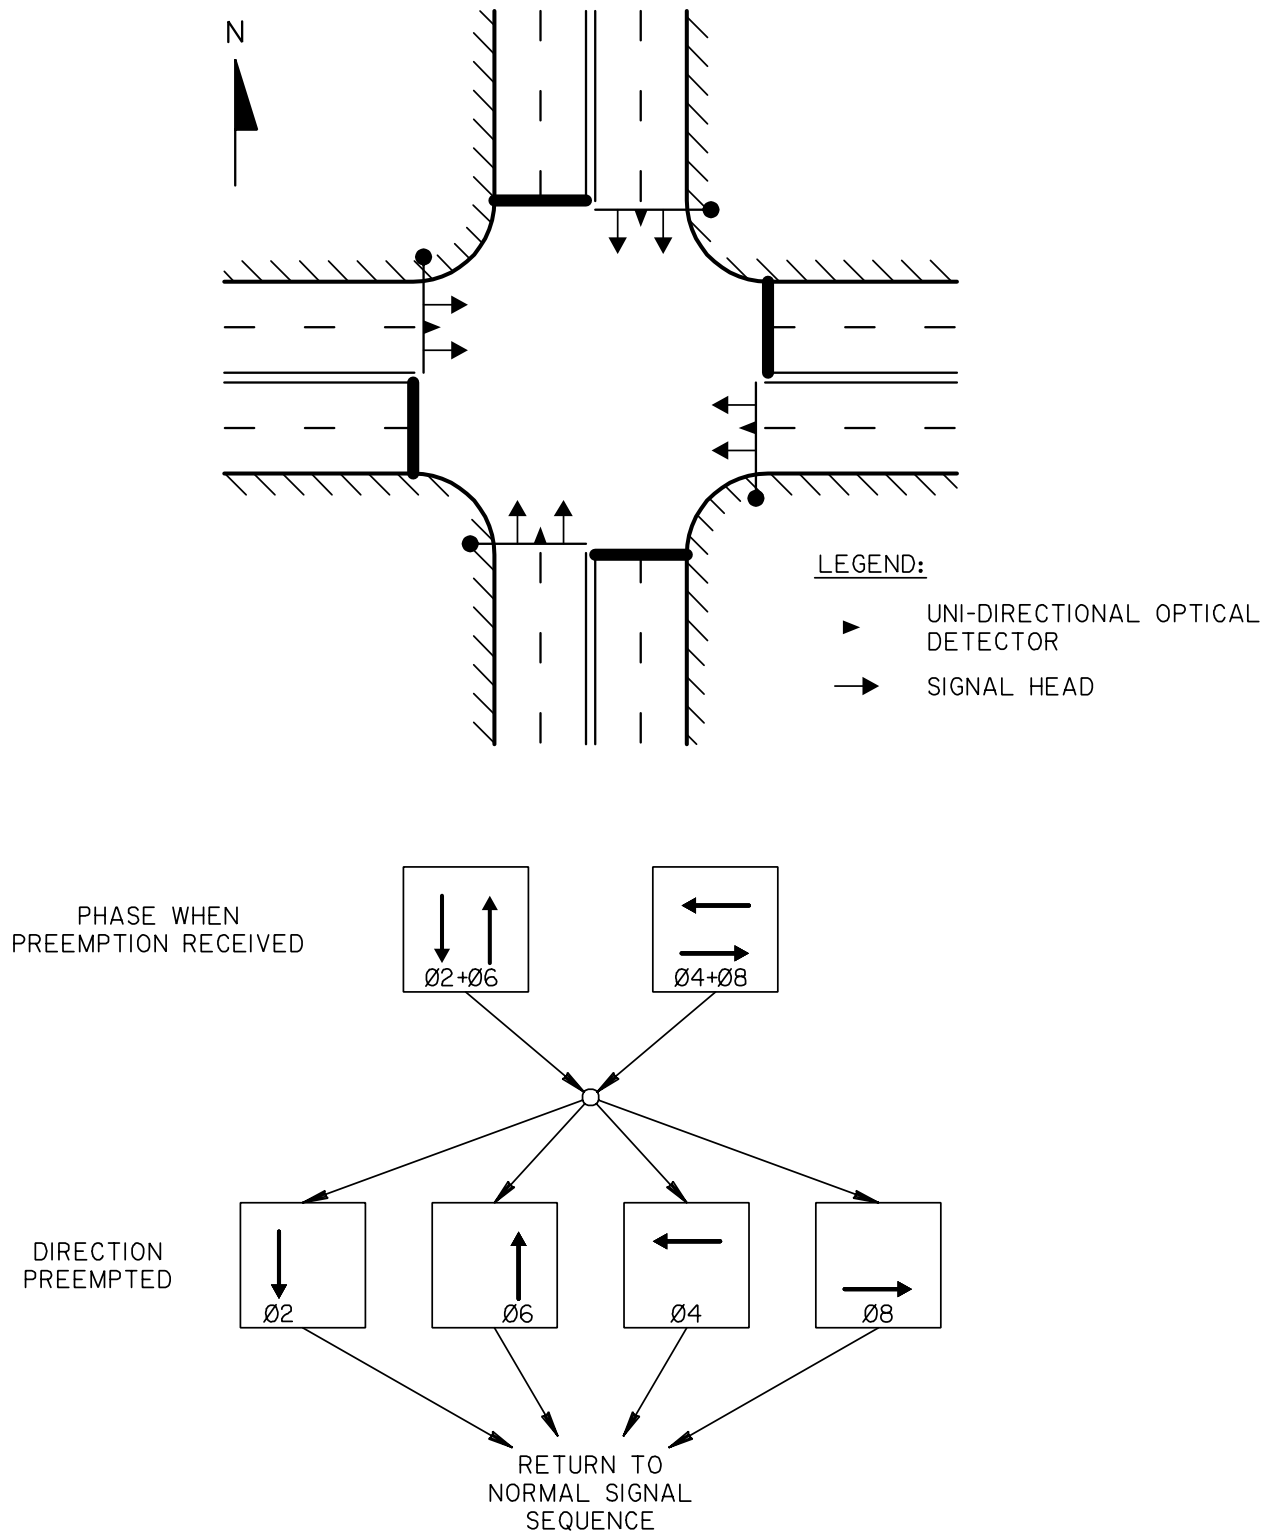 N
LEGEND:
UNI-DIRECTIONAL OPTICAL
DETECTOR
SIGNAL HEAD
PHASE WHEN
PREEMPTION RECEIVED
Ø2+Ø6
Ø4+Ø8
DIRECTION
PREEMPTED
Ø2
Ø6
Ø4
Ø8
RETURN TO
NORMAL SIGNAL
SEQUENCE